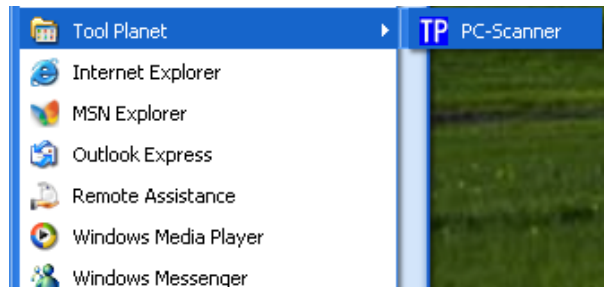 Tool Planet
TP PC-Scanner
Internet Explorer
MSN Explorer
Outlook Express
Remote Assistance
Windows Media Player
Windows Messenger